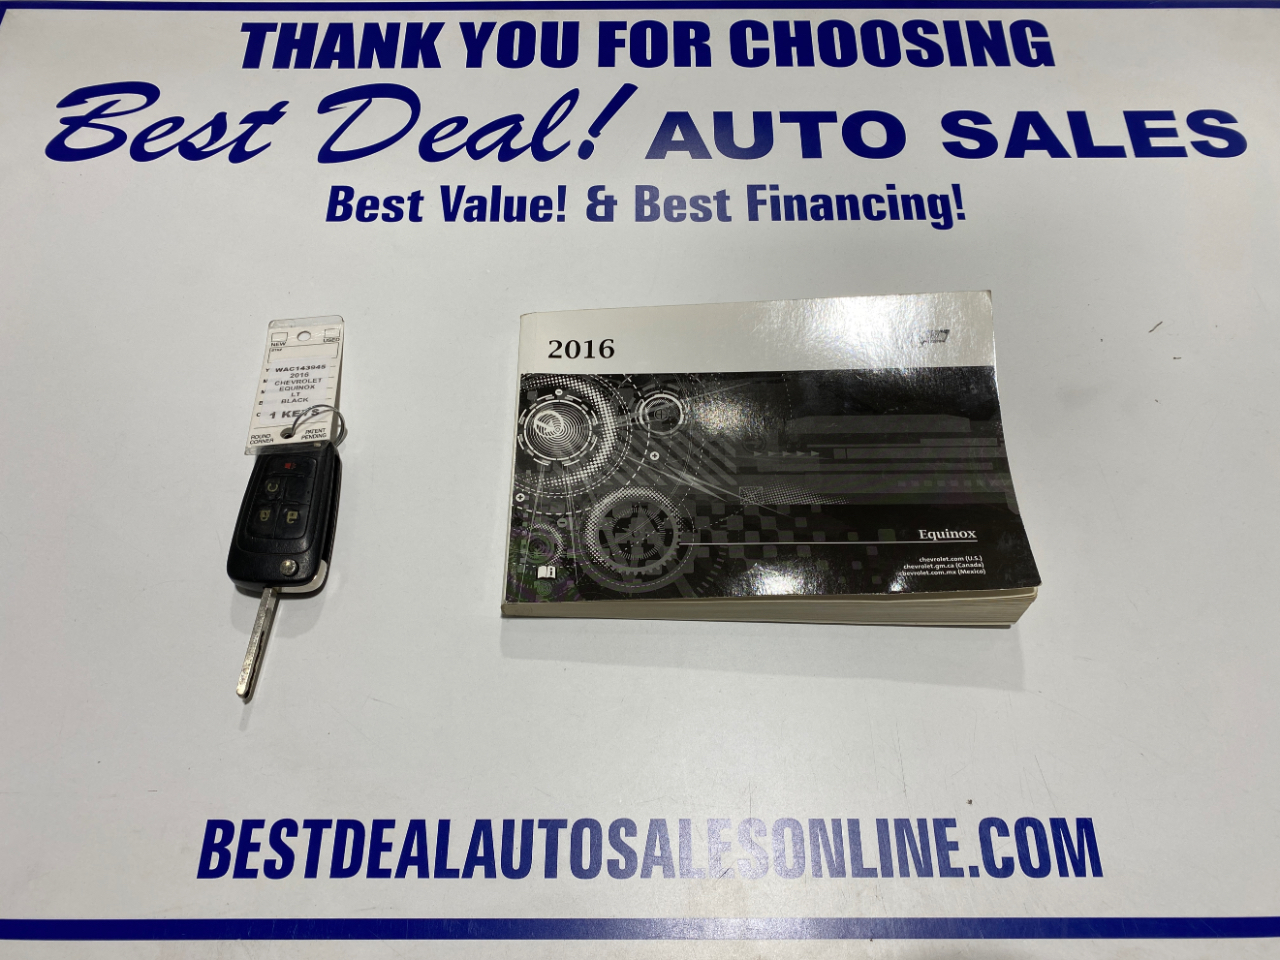 THANK YOU FOR CHOOSING
Best Deal! AUTO SALES
Best Value! & Best Financing!
NEW USED
WAC143945
2016
CHEVROLET
EQUINOX
LT
BLACK
1 KEYS
ROUND CORNER
PATENT PENDING
2016
Equinox
chevrolet.com (U.S.)
chevrolet.gm.ca (Canada)
chevrolet.com.mx (Mexico)
BESTDEALAUTOSALESONLINE.COM